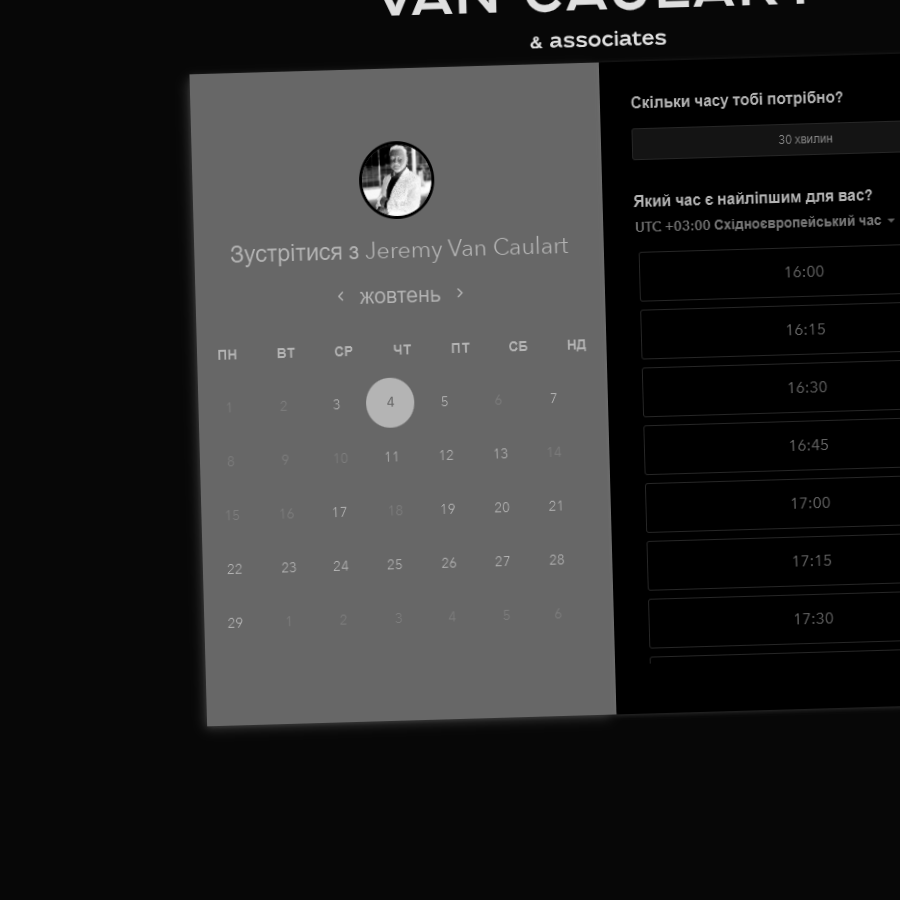 VAN CAULART
& associates
Зустрітися з Jeremy Van Caulart
‹ жовтень ›
ПН ВТ СР ЧТ ПТ СБ НД
1 2 3 4 5 6 7
8 9 10 11 12 13 14
15 16 17 18 19 20 21
22 23 24 25 26 27 28
29 1 2 3 4 5 6
Скільки часу тобі потрібно?
30 хвилин
Який час є найліпшим для вас?
UTC +03:00 Східноєвропейський час
16:00
16:15
16:30
16:45
17:00
17:15
17:30